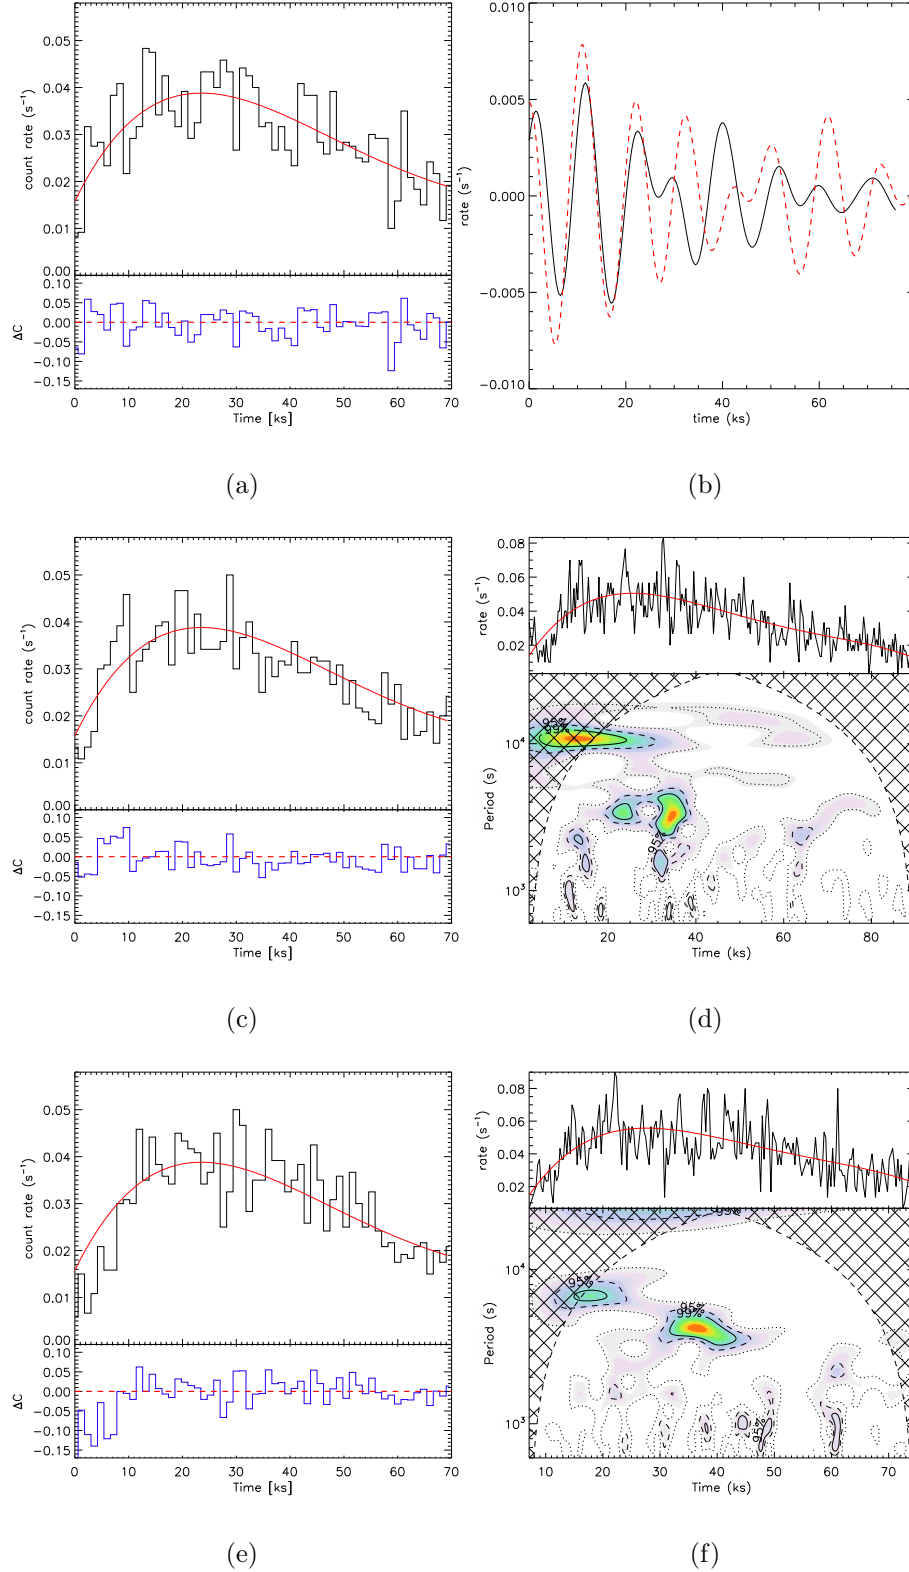 0.05
0.04
0.03
0.02
0.01
0.00
count rate (s⁻¹)
0.10
0.05
0.00
−0.05
−0.10
−0.15
ΔC
0 10 20 30 40 50 60 70
Time [ks]
(a)
0.010
0.005
0.000
−0.005
−0.010
rate (s⁻¹)
0 20 40 60
time (ks)
(b)
0.05
0.04
0.03
0.02
0.01
0.00
count rate (s⁻¹)
0.10
0.05
0.00
−0.05
−0.10
−0.15
ΔC
0 10 20 30 40 50 60 70
Time [ks]
(c)
0.08
0.06
0.04
0.02
rate (s⁻¹)
95%
99%
95%
10⁴
10³
Period (s)
20 40 60 80
Time (ks)
(d)
0.05
0.04
0.03
0.02
0.01
0.00
count rate (s⁻¹)
0.10
0.05
0.00
−0.05
−0.10
−0.15
ΔC
0 10 20 30 40 50 60 70
Time [ks]
(e)
0.08
0.06
0.04
0.02
rate (s⁻¹)
95%
95%
95%
99%
95%
10⁴
10³
Period (s)
10 20 30 40 50 60 70
Time (ks)
(f)